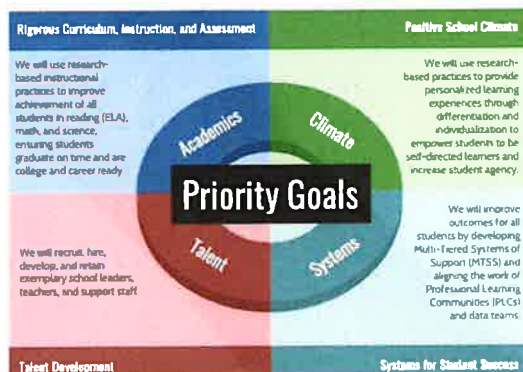 Rigorous Curriculum, Instruction, and Assessment
We will use research-
based instructional
practices to improve
achievement of all
students in reading (ELA),
math, and science,
ensuring students
graduate on time and are
college and career ready
Positive School Climate
We will use research-
based practices to provide
personalized learning
experiences through
differentiation and
individualization to
empower students to be
self-directed learners and
increase student agency.
Academics
Climate
Priority Goals
Talent
Systems
We will recruit, hire,
develop, and retain
exemplary school leaders,
teachers, and support staff
Talent Development
We will improve
outcomes for all
students by developing
Multi-Tiered Systems of
Support (MTSS) and
aligning the work of
Professional Learning
Communities (PLCs)
and data teams.
Systems for Student Success